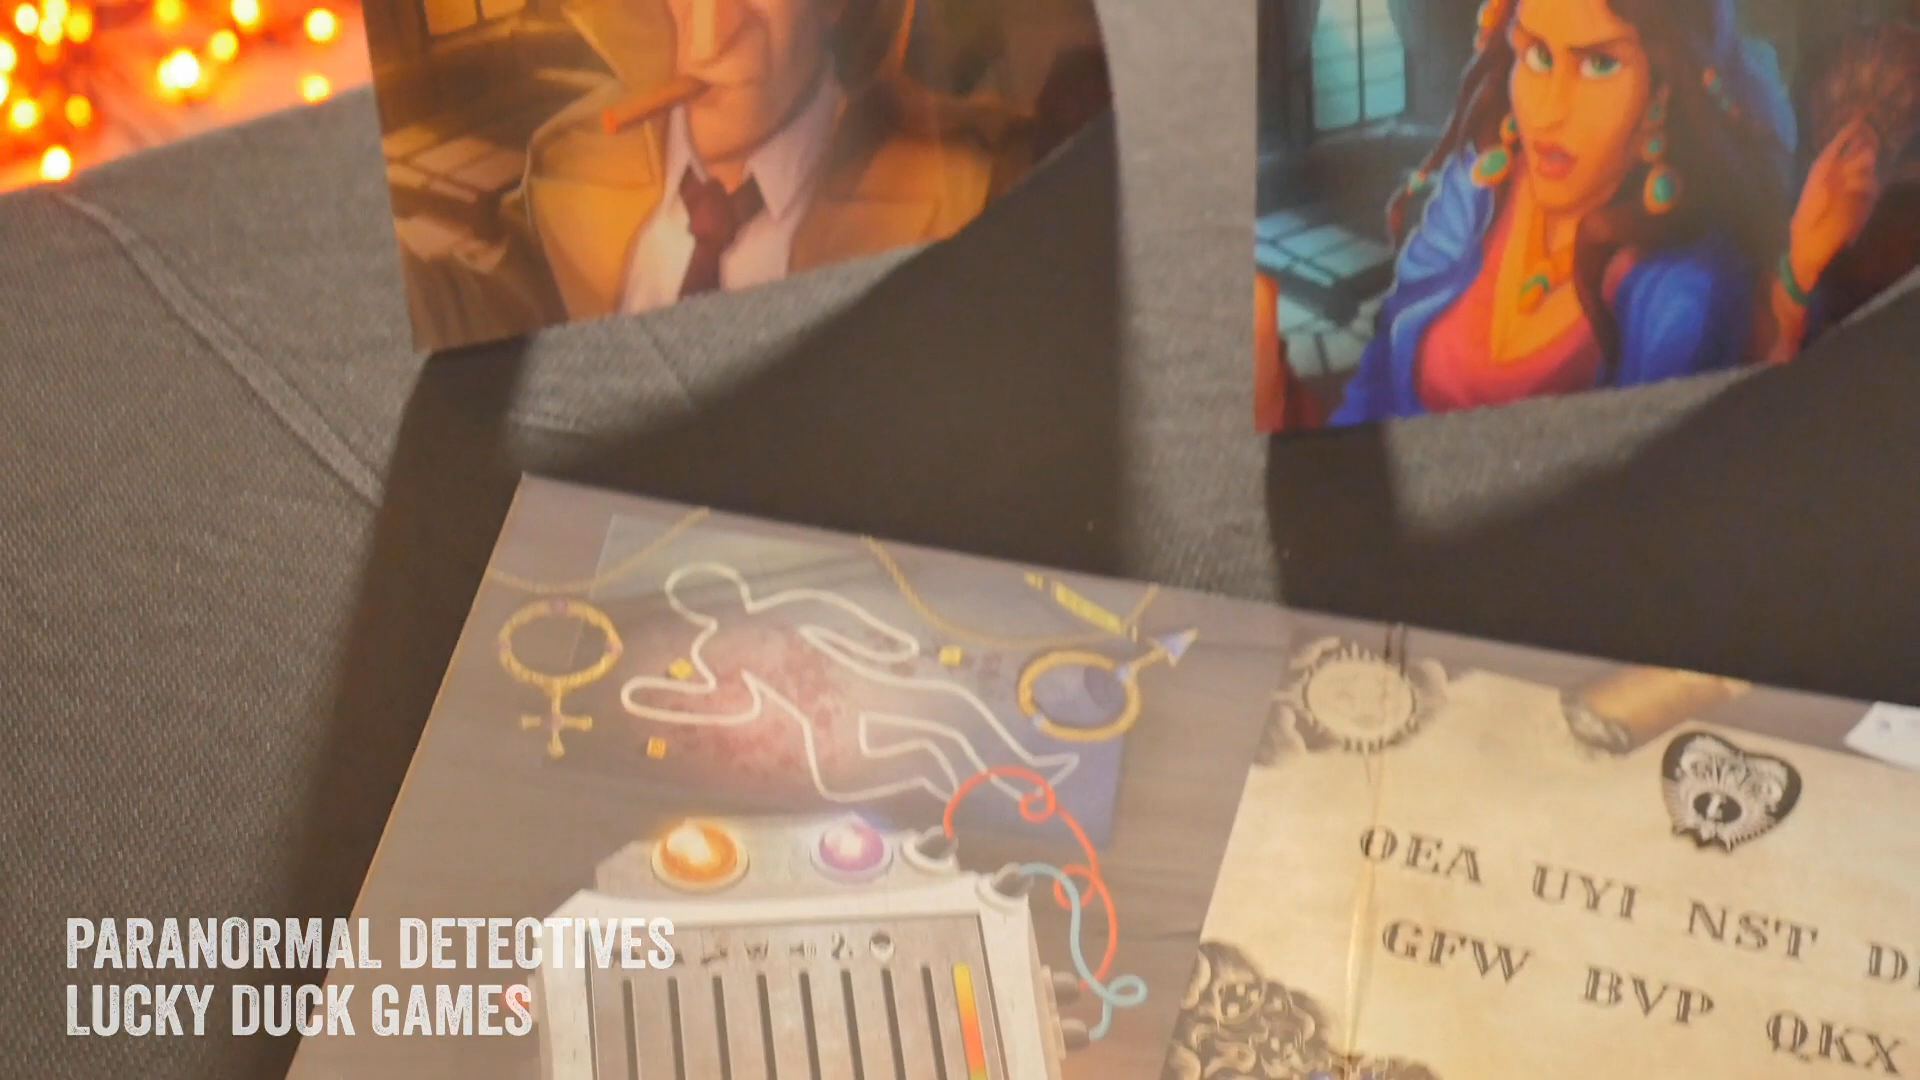 OEA UYI NST
GFW BVP QKX
PARANORMAL DETECTIVES
LUCKY DUCK GAMES